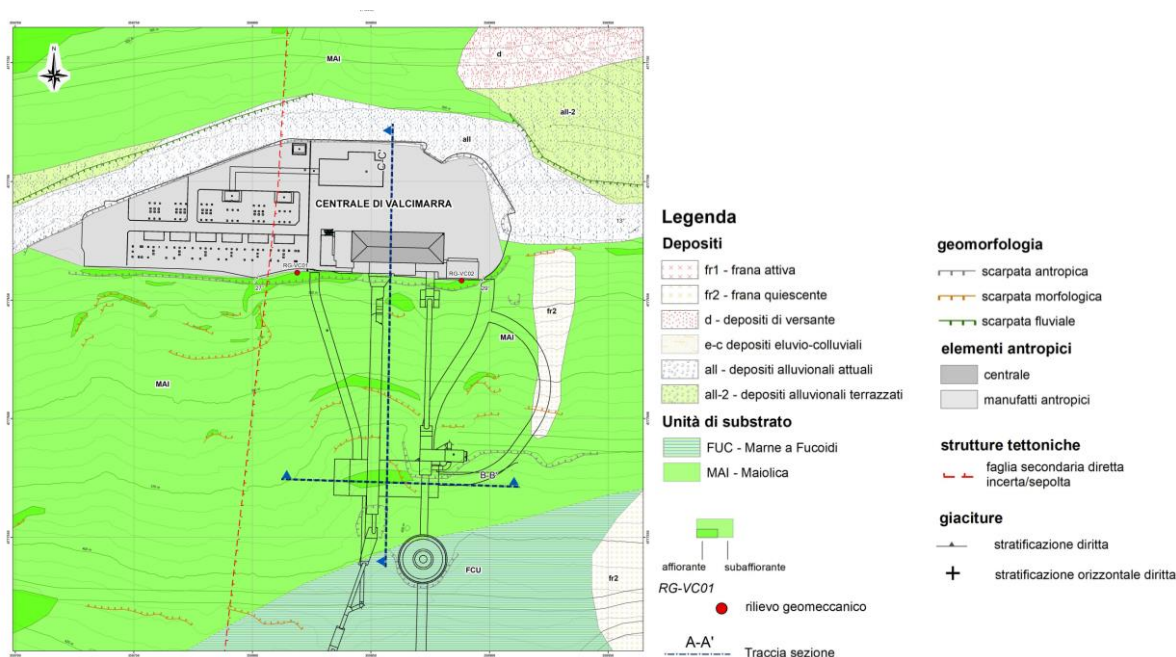 N
MAI
d
all-2
all
C-C'
CENTRALE DI VALCIMARRA
RG-VC01
RG-VC02
MAI
fr2
MAI
B-B'
FCU
fr2
Legenda
Depositi
fr1 - frana attiva
fr2 - frana quiescente
d - depositi di versante
e-c depositi eluvio-colluviali
all - depositi alluvionali attuali
all-2 - depositi alluvionali terrazzati
Unità di substrato
FUC - Marne a Fucoidi
MAI - Maiolica
affiorante
subaffiorante
RG-VC01
rilievo geomeccanico
A-A'
Traccia sezione
geomorfologia
scarpata antropica
scarpata morfologica
scarpata fluviale
elementi antropici
centrale
manufatti antropici
strutture tettoniche
faglia secondaria diretta
incerta/sepolta
giaciture
stratificazione diritta
stratificazione orizzontale diritta